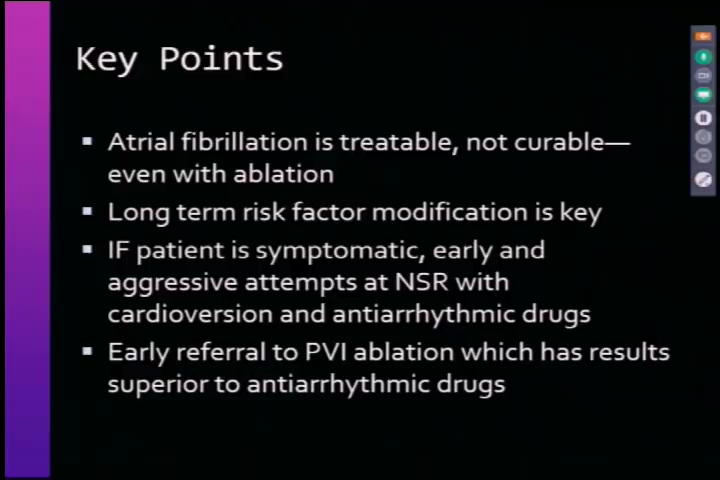 Key Points
▪ Atrial fibrillation is treatable, not curable—
even with ablation
▪ Long term risk factor modification is key
▪ IF patient is symptomatic, early and
aggressive attempts at NSR with
cardioversion and antiarrhythmic drugs
▪ Early referral to PVI ablation which has results
superior to antiarrhythmic drugs